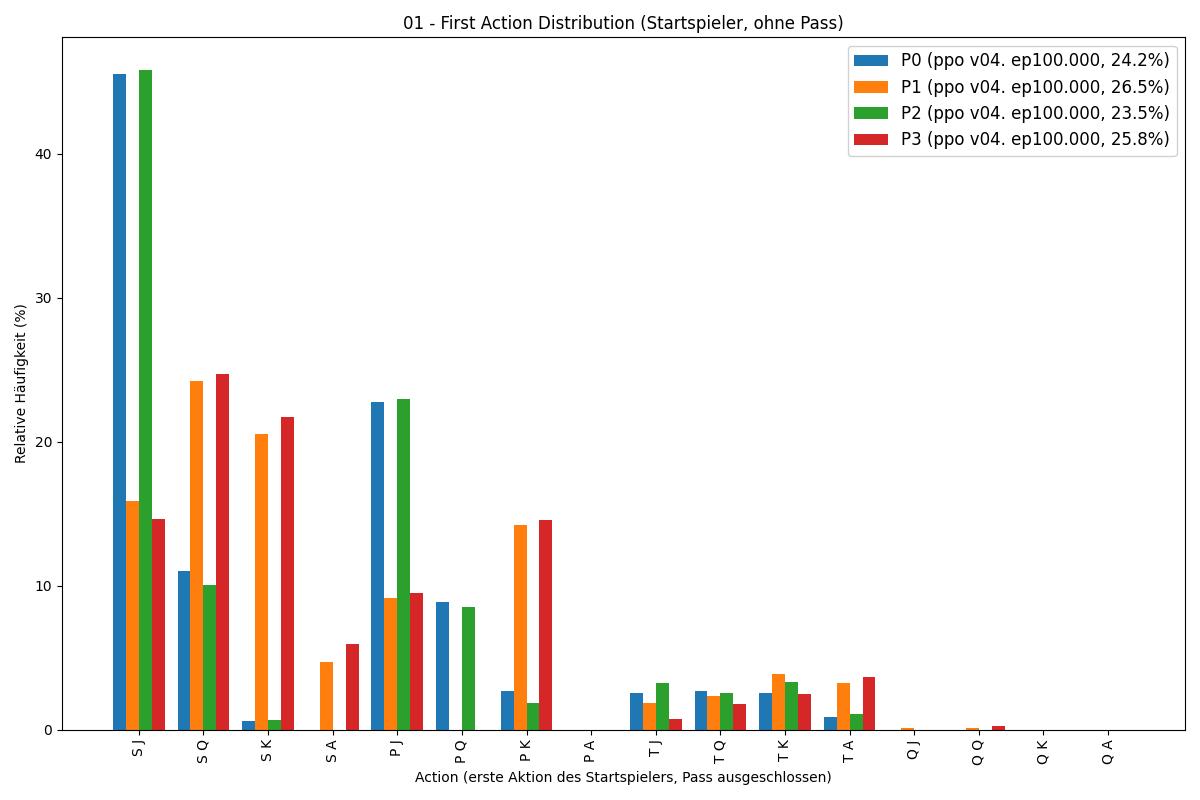 01 - First Action Distribution (Startspieler, ohne Pass)
P0 (ppo v04. ep100.000, 24.2%)
P1 (ppo v04. ep100.000, 26.5%)
P2 (ppo v04. ep100.000, 23.5%)
P3 (ppo v04. ep100.000, 25.8%)
Relative Häufigkeit (%)
40
30
20
10
0
S J
S Q
S K
S A
P J
P Q
P K
P A
T J
T Q
T K
T A
Q J
Q Q
Q K
Q A
Action (erste Aktion des Startspielers, Pass ausgeschlossen)